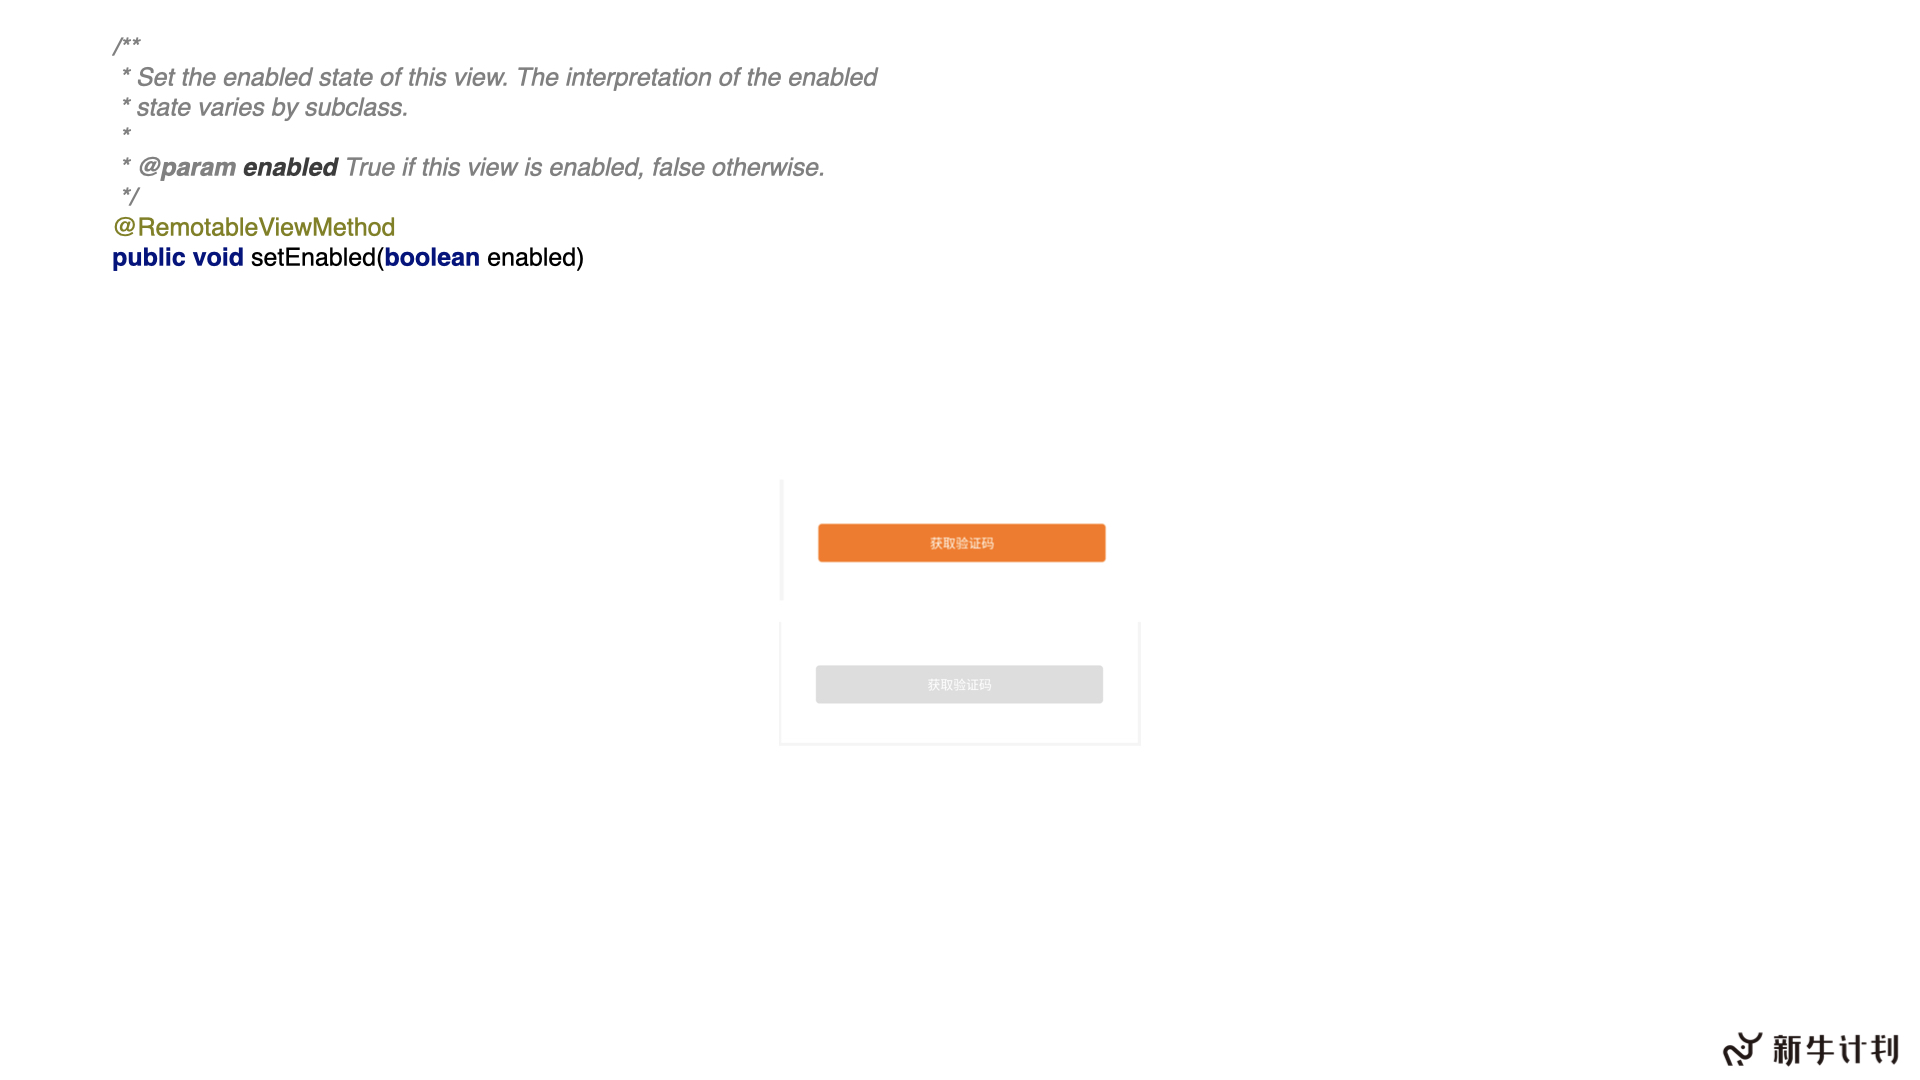 /**
* Set the enabled state of this view. The interpretation of the enabled
* state varies by subclass.
*
* @param enabled True if this view is enabled, false otherwise.
*/
@RemotableViewMethod
public void setEnabled(boolean enabled)
获取验证码
获取验证码
新牛计划